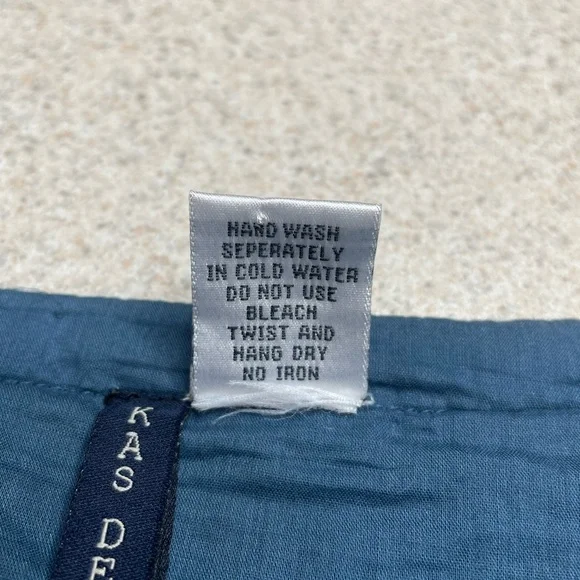 HAND WASH
SEPERATELY
IN COLD WATER
DO NOT USE
BLEACH
TWIST AND
HANG DRY
NO IRON
KAS DE